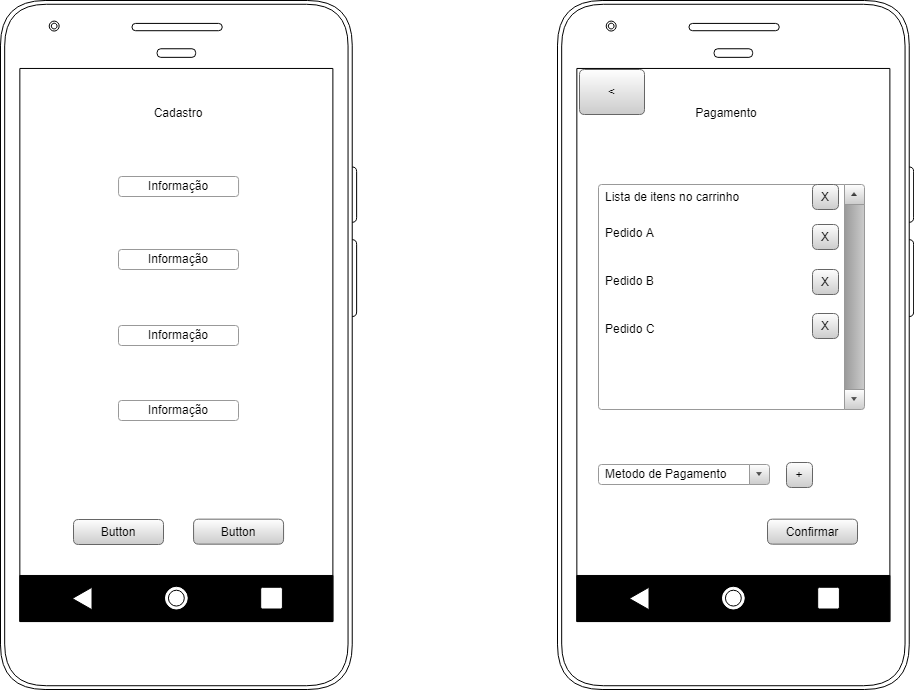 Cadastro
Informação
Informação
Informação
Informação
Button
Button
<
Pagamento
Lista de itens no carrinho
X
Pedido A
X
Pedido B
X
Pedido C
X
Metodo de Pagamento
+
Confirmar